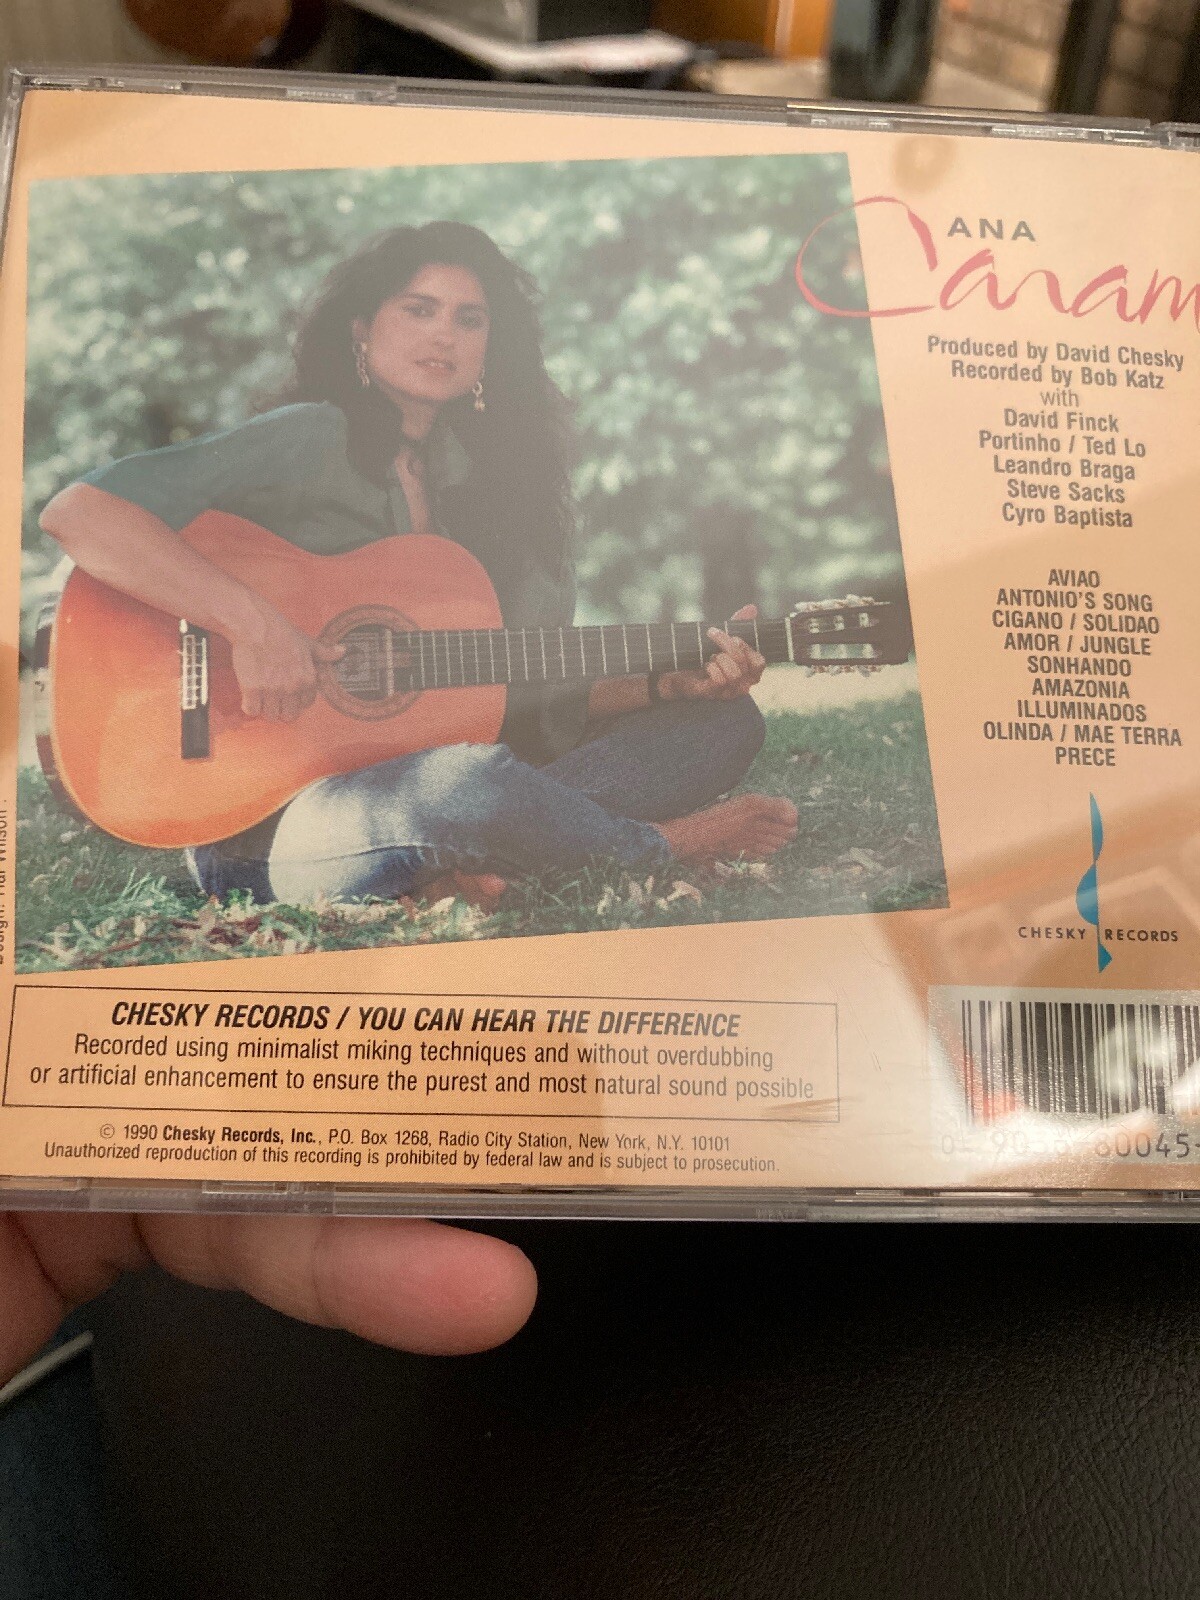 ANA
Caram
Produced by David Chesky
Recorded by Bob Katz
with
David Finck
Portinho / Ted Lo
Leandro Braga
Steve Sacks
Cyro Baptista
AVIAO
ANTONIO'S SONG
CIGANO / SOLIDAO
AMOR / JUNGLE
SONHANDO
AMAZONIA
ILLUMINADOS
OLINDA / MAE TERRA
PRECE
CHESKY RECORDS
CHESKY RECORDS / YOU CAN HEAR THE DIFFERENCE
Recorded using minimalist miking techniques and without overdubbing
or artificial enhancement to ensure the purest and most natural sound possible
© 1990 Chesky Records, Inc., P.O. Box 1268, Radio City Station, New York, N.Y. 10101
Unauthorized reproduction of this recording is prohibited by federal law and is subject to prosecution.